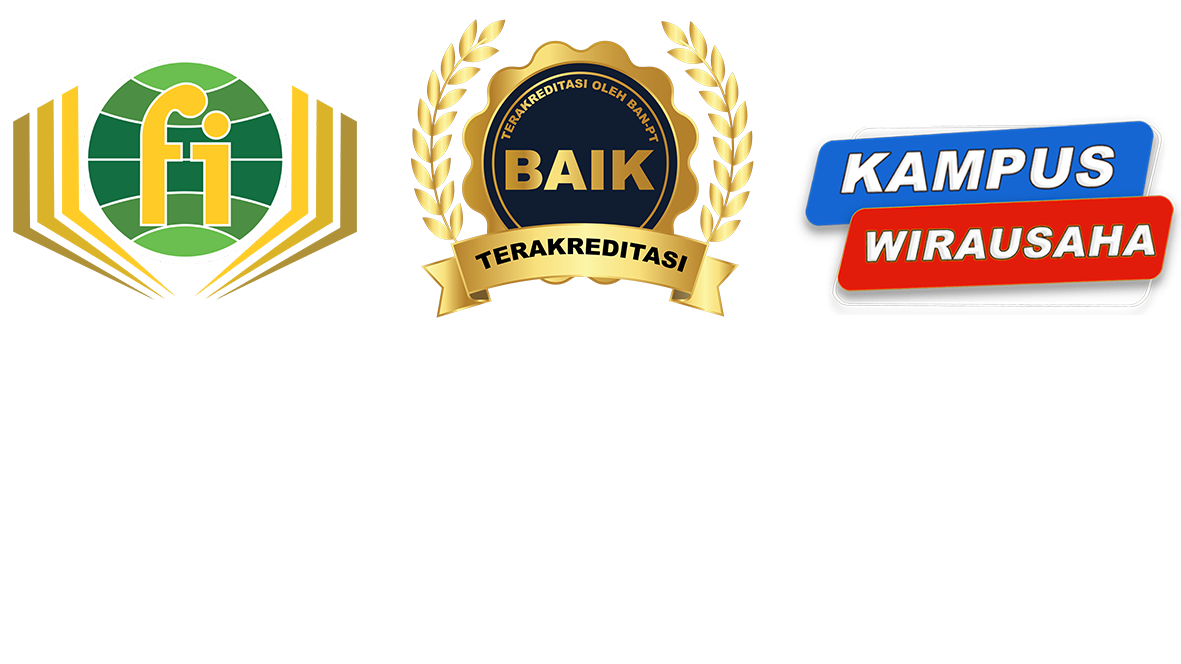 fi
TERAKREDITASI OLEH BAN-PT
BAIK
TERAKREDITASI
KAMPUS
WIRAUSAHA